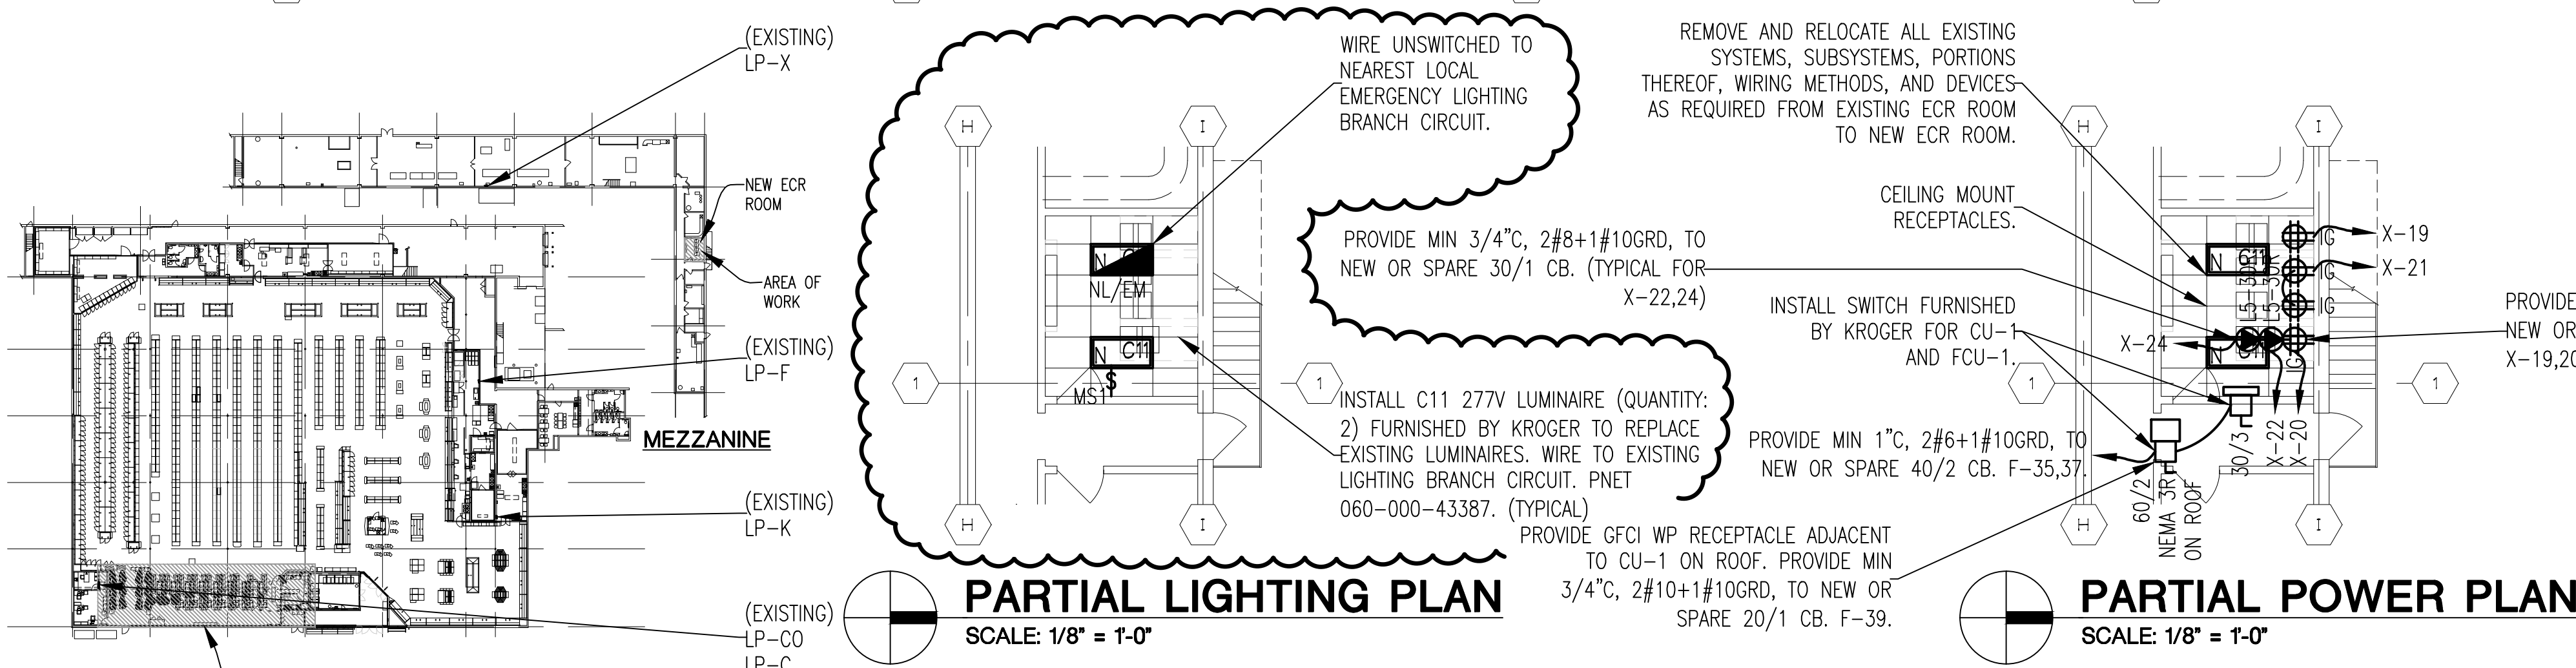 (EXISTING)
LP-X
NEW ECR
ROOM
AREA OF
WORK
(EXISTING)
LP-F
MEZZANINE
(EXISTING)
LP-K
(EXISTING)
LP-CO
LP-C
WIRE UNSWITCHED TO
NEAREST LOCAL
EMERGENCY LIGHTING
BRANCH CIRCUIT.
H
I
N
NL/EM
N C11
$
MS1
1
1
INSTALL C11 277V LUMINAIRE (QUANTITY:
2) FURNISHED BY KROGER TO REPLACE
EXISTING LUMINAIRES. WIRE TO EXISTING
LIGHTING BRANCH CIRCUIT. PNET
060-000-43387. (TYPICAL)
H
I
PARTIAL LIGHTING PLAN
SCALE: 1/8" = 1'-0"
REMOVE AND RELOCATE ALL EXISTING
SYSTEMS, SUBSYSTEMS, PORTIONS
THEREOF, WIRING METHODS, AND DEVICES
AS REQUIRED FROM EXISTING ECR ROOM
TO NEW ECR ROOM.
CEILING MOUNT
RECEPTACLES.
PROVIDE MIN 3/4"C, 2#8+1#10GRD, TO
NEW OR SPARE 30/1 CB. (TYPICAL FOR
X-22,24)
INSTALL SWITCH FURNISHED
BY KROGER FOR CU-1
AND FCU-1.
PROVIDE MIN 1"C, 2#6+1#10GRD, TO
NEW OR SPARE 40/2 CB. F-35,37.
PROVIDE GFCI WP RECEPTACLE ADJACENT
TO CU-1 ON ROOF. PROVIDE MIN
3/4"C, 2#10+1#10GRD, TO NEW OR
SPARE 20/1 CB. F-39.
H
I
N C11
L5-30R
L5-30R
IG
X-19
IG
X-21
IG
IG
X-24
N
1
1
30/3
X-22
X-20
60/2
NEMA 3R
ON ROOF
H
I
PROVIDE
NEW OR
X-19,20
PARTIAL POWER PLAN
SCALE: 1/8" = 1'-0"